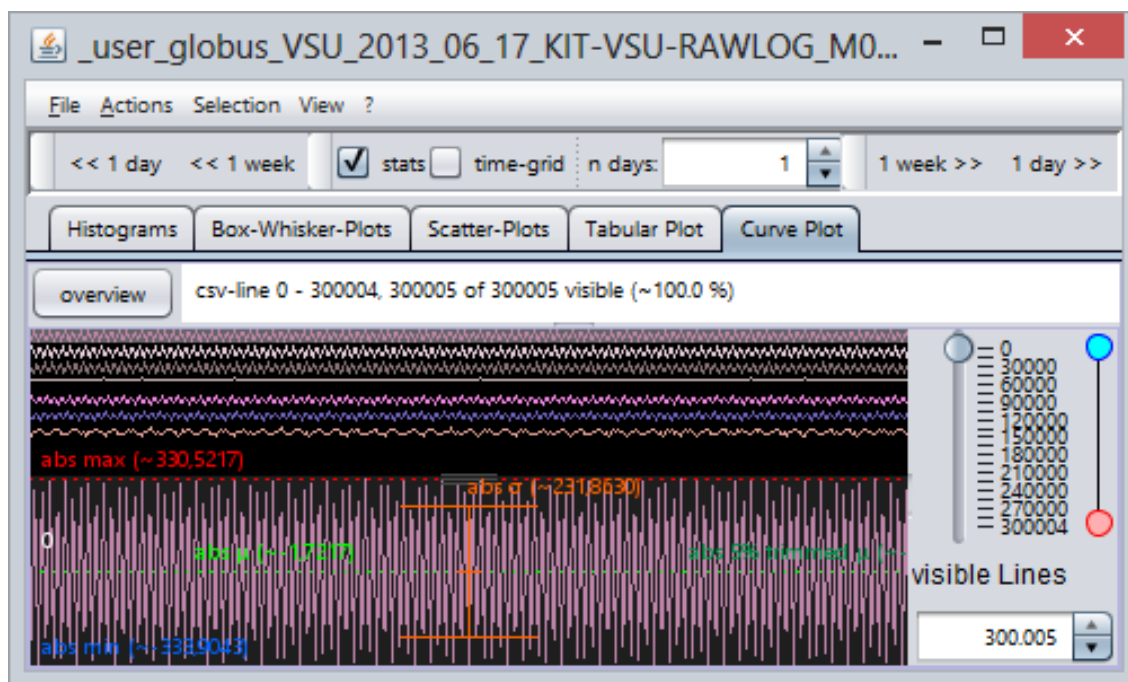 _user_globus_VSU_2013_06_17_KIT-VSU-RAWLOG_M0...
File Actions Selection View ?
<< 1 day << 1 week stats time-grid n days: 1 1 week >> 1 day >>
Histograms Box-Whisker-Plots Scatter-Plots Tabular Plot Curve Plot
overview csv-line 0 - 300004, 300005 of 300005 visible (~100.0 %)
0
30000
60000
90000
120000
150000
180000
210000
240000
270000
300004
abs max (~330,5217)
abs σ (~231,8630)
0
abs μ (~-1,7217) abs 5% trimmed μ (~-
visible Lines
abs min (~-333,9043)
300.005